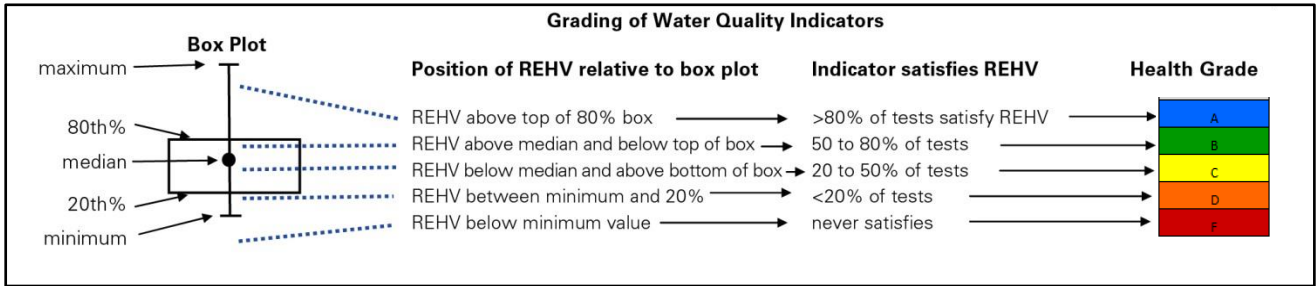 Grading of Water Quality Indicators
Box Plot
maximum
80th%
median
20th%
minimum
Position of REHV relative to box plot
Indicator satisfies REHV
Health Grade
REHV above top of 80% box
>80% of tests satisfy REHV
A
REHV above median and below top of box
50 to 80% of tests
B
REHV below median and above bottom of box
20 to 50% of tests
C
REHV between minimum and 20%
<20% of tests
D
REHV below minimum value
never satisfies
F